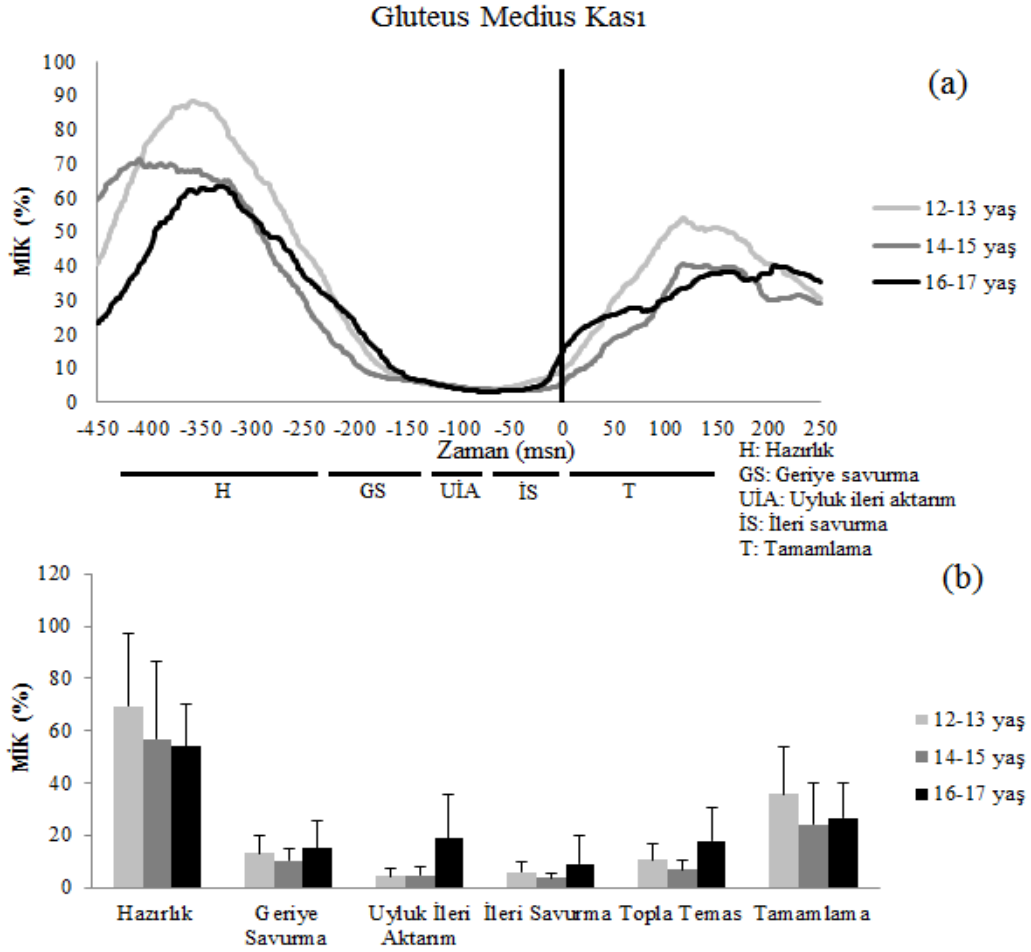 Gluteus Medius Kası
(a)
100
90
80
70
60
50
40
30
20
10
0
MİK (%)
-450 -400 -350 -300 -250 -200 -150 -100 -50 0 50 100 150 200 250
Zaman (msn)
12-13 yaş
14-15 yaş
16-17 yaş
H GS UİA İS T
H: Hazırlık
GS: Geriye savurma
UİA: Uyluk ileri aktarım
İS: İleri savurma
T: Tamamlama
(b)
120
100
80
60
40
20
0
MİK (%)
12-13 yaş
14-15 yaş
16-17 yaş
Hazırlık Geriye Uyluk İleri İleri Savurma Topla Temas Tamamlama
Savurma Aktarım